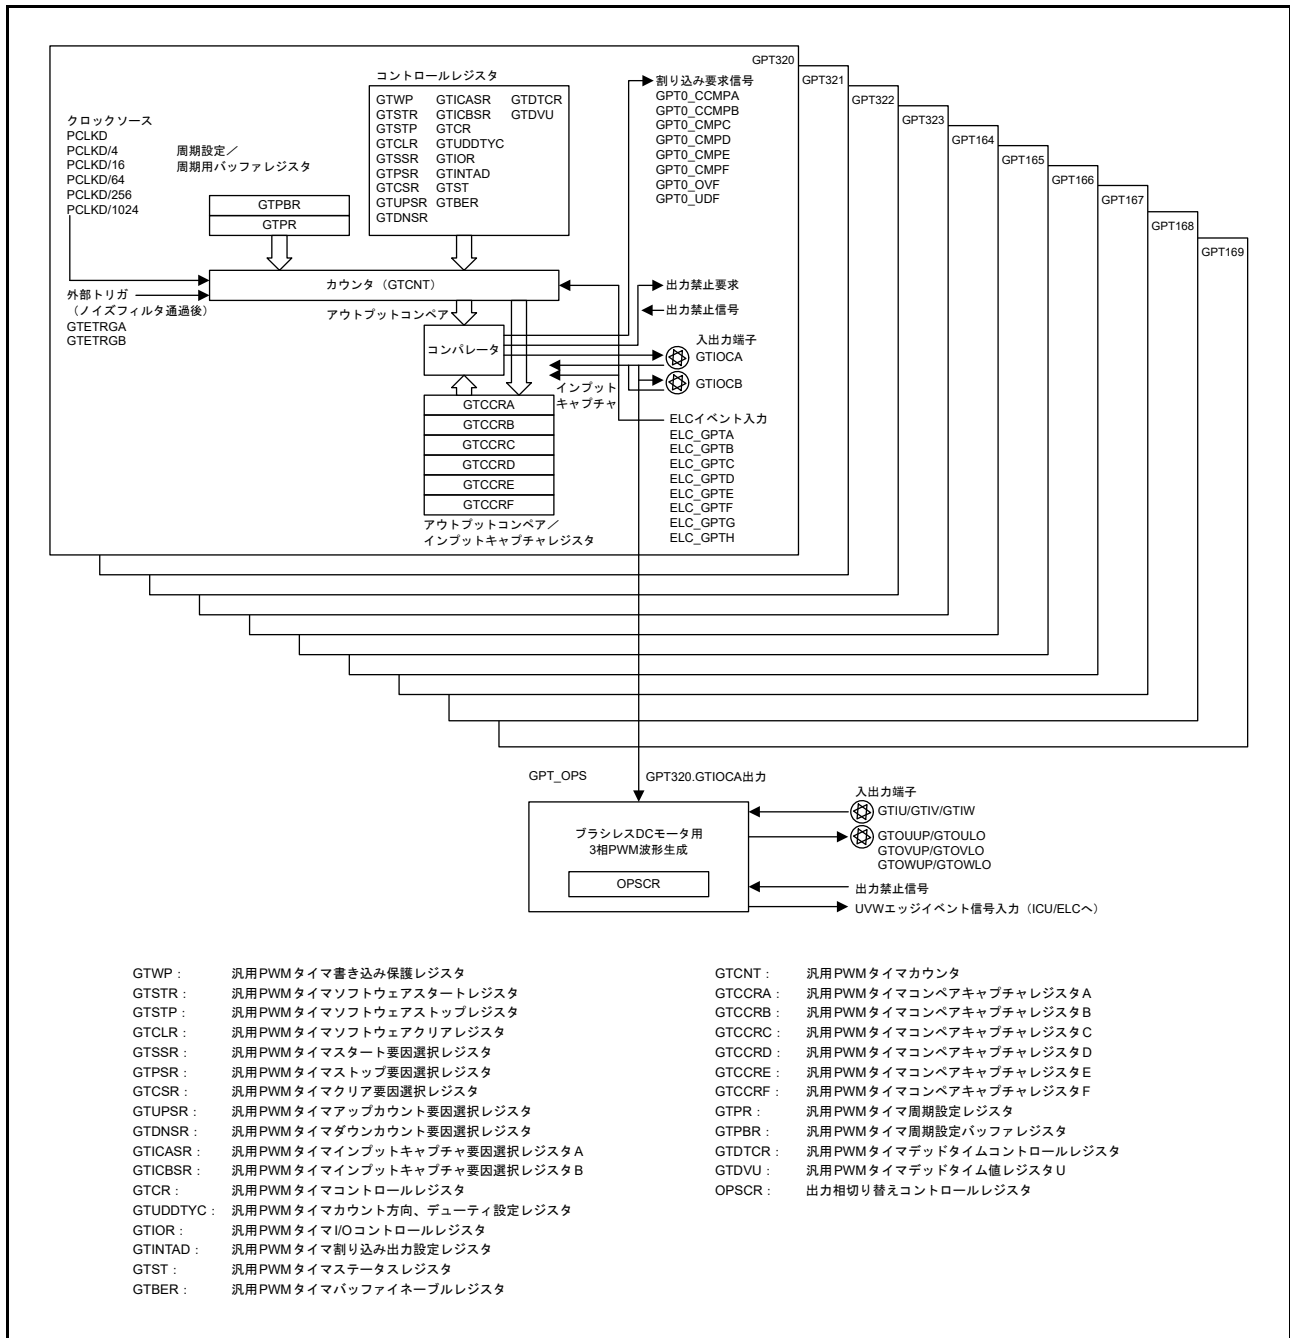 GPT320
GPT321
GPT322
GPT323
GPT164
GPT165
GPT166
GPT167
GPT168
GPT169
クロックソース
PCLKD
PCLKD/4
PCLKD/16
PCLKD/64
PCLKD/256
PCLKD/1024
周期設定／
周期用バッファレジスタ
GTPBR
GTPR
コントロールレジスタ
GTWP GTICASR GTDTCR
GTSTR GTICBSR GTDVU
GTSTP GTCR
GTCLR GTUDDTYC
GTSSR GTIOR
GTPSR GTINTAD
GTCSR GTST
GTUPSR GTBER
GTDNSR
割り込み要求信号
GPT0_CCMPA
GPT0_CCMPB
GPT0_CMPC
GPT0_CMPD
GPT0_CMPE
GPT0_CMPF
GPT0_OVF
GPT0_UDF
カウンタ（GTCNT）
外部トリガ
（ノイズフィルタ通過後）
GTETRGA
GTETRGB
アウトプットコンペア
コンパレータ
出力禁止要求
出力禁止信号
入出力端子
GTIOCA
GTIOCB
インプット
キャプチャ
GTCCRA
GTCCRB
GTCCRC
GTCCRD
GTCCRE
GTCCRF
アウトプットコンペア／
インプットキャプチャレジスタ
ELCイベント入力
ELC_GPTA
ELC_GPTB
ELC_GPTC
ELC_GPTD
ELC_GPTE
ELC_GPTF
ELC_GPTG
ELC_GPTH
GPT_OPS
GPT320.GTIOCA出力
ブラシレスDCモータ用
3相PWM波形生成
OPSCR
入出力端子
GTIU/GTIV/GTIW
GTOUUP/GTOULO
GTOVUP/GTOVLO
GTOWUP/GTOWLO
出力禁止信号
UVWエッジイベント信号入力（ICU/ELCへ）
GTWP： 汎用PWMタイマ書き込み保護レジスタ
GTSTR： 汎用PWMタイマソフトウェアスタートレジスタ
GTSTP： 汎用PWMタイマソフトウェアストップレジスタ
GTCLR： 汎用PWMタイマソフトウェアクリアレジスタ
GTSSR： 汎用PWMタイマスタート要因選択レジスタ
GTPSR： 汎用PWMタイマストップ要因選択レジスタ
GTCSR： 汎用PWMタイマクリア要因選択レジスタ
GTUPSR： 汎用PWMタイマアップカウント要因選択レジスタ
GTDNSR： 汎用PWMタイマダウンカウント要因選択レジスタ
GTICASR： 汎用PWMタイマインプットキャプチャ要因選択レジスタA
GTICBSR： 汎用PWMタイマインプットキャプチャ要因選択レジスタB
GTCR： 汎用PWMタイマコントロールレジスタ
GTUDDTYC： 汎用PWMタイマカウント方向、デューティ設定レジスタ
GTIOR： 汎用PWMタイマI/Oコントロールレジスタ
GTINTAD： 汎用PWMタイマ割り込み出力設定レジスタ
GTST： 汎用PWMタイマステータスレジスタ
GTBER： 汎用PWMタイマバッファイネーブルレジスタ
GTCNT： 汎用PWMタイマカウンタ
GTCCRA： 汎用PWMタイマコンペアキャプチャレジスタA
GTCCRB： 汎用PWMタイマコンペアキャプチャレジスタB
GTCCRC： 汎用PWMタイマコンペアキャプチャレジスタC
GTCCRD： 汎用PWMタイマコンペアキャプチャレジスタD
GTCCRE： 汎用PWMタイマコンペアキャプチャレジスタE
GTCCRF： 汎用PWMタイマコンペアキャプチャレジスタF
GTPR： 汎用PWMタイマ周期設定レジスタ
GTPBR： 汎用PWMタイマ周期設定バッファレジスタ
GTDTCR： 汎用PWMタイマデッドタイムコントロールレジスタ
GTDVU： 汎用PWMタイマデッドタイム値レジスタU
OPSCR： 出力相切り替えコントロールレジスタ